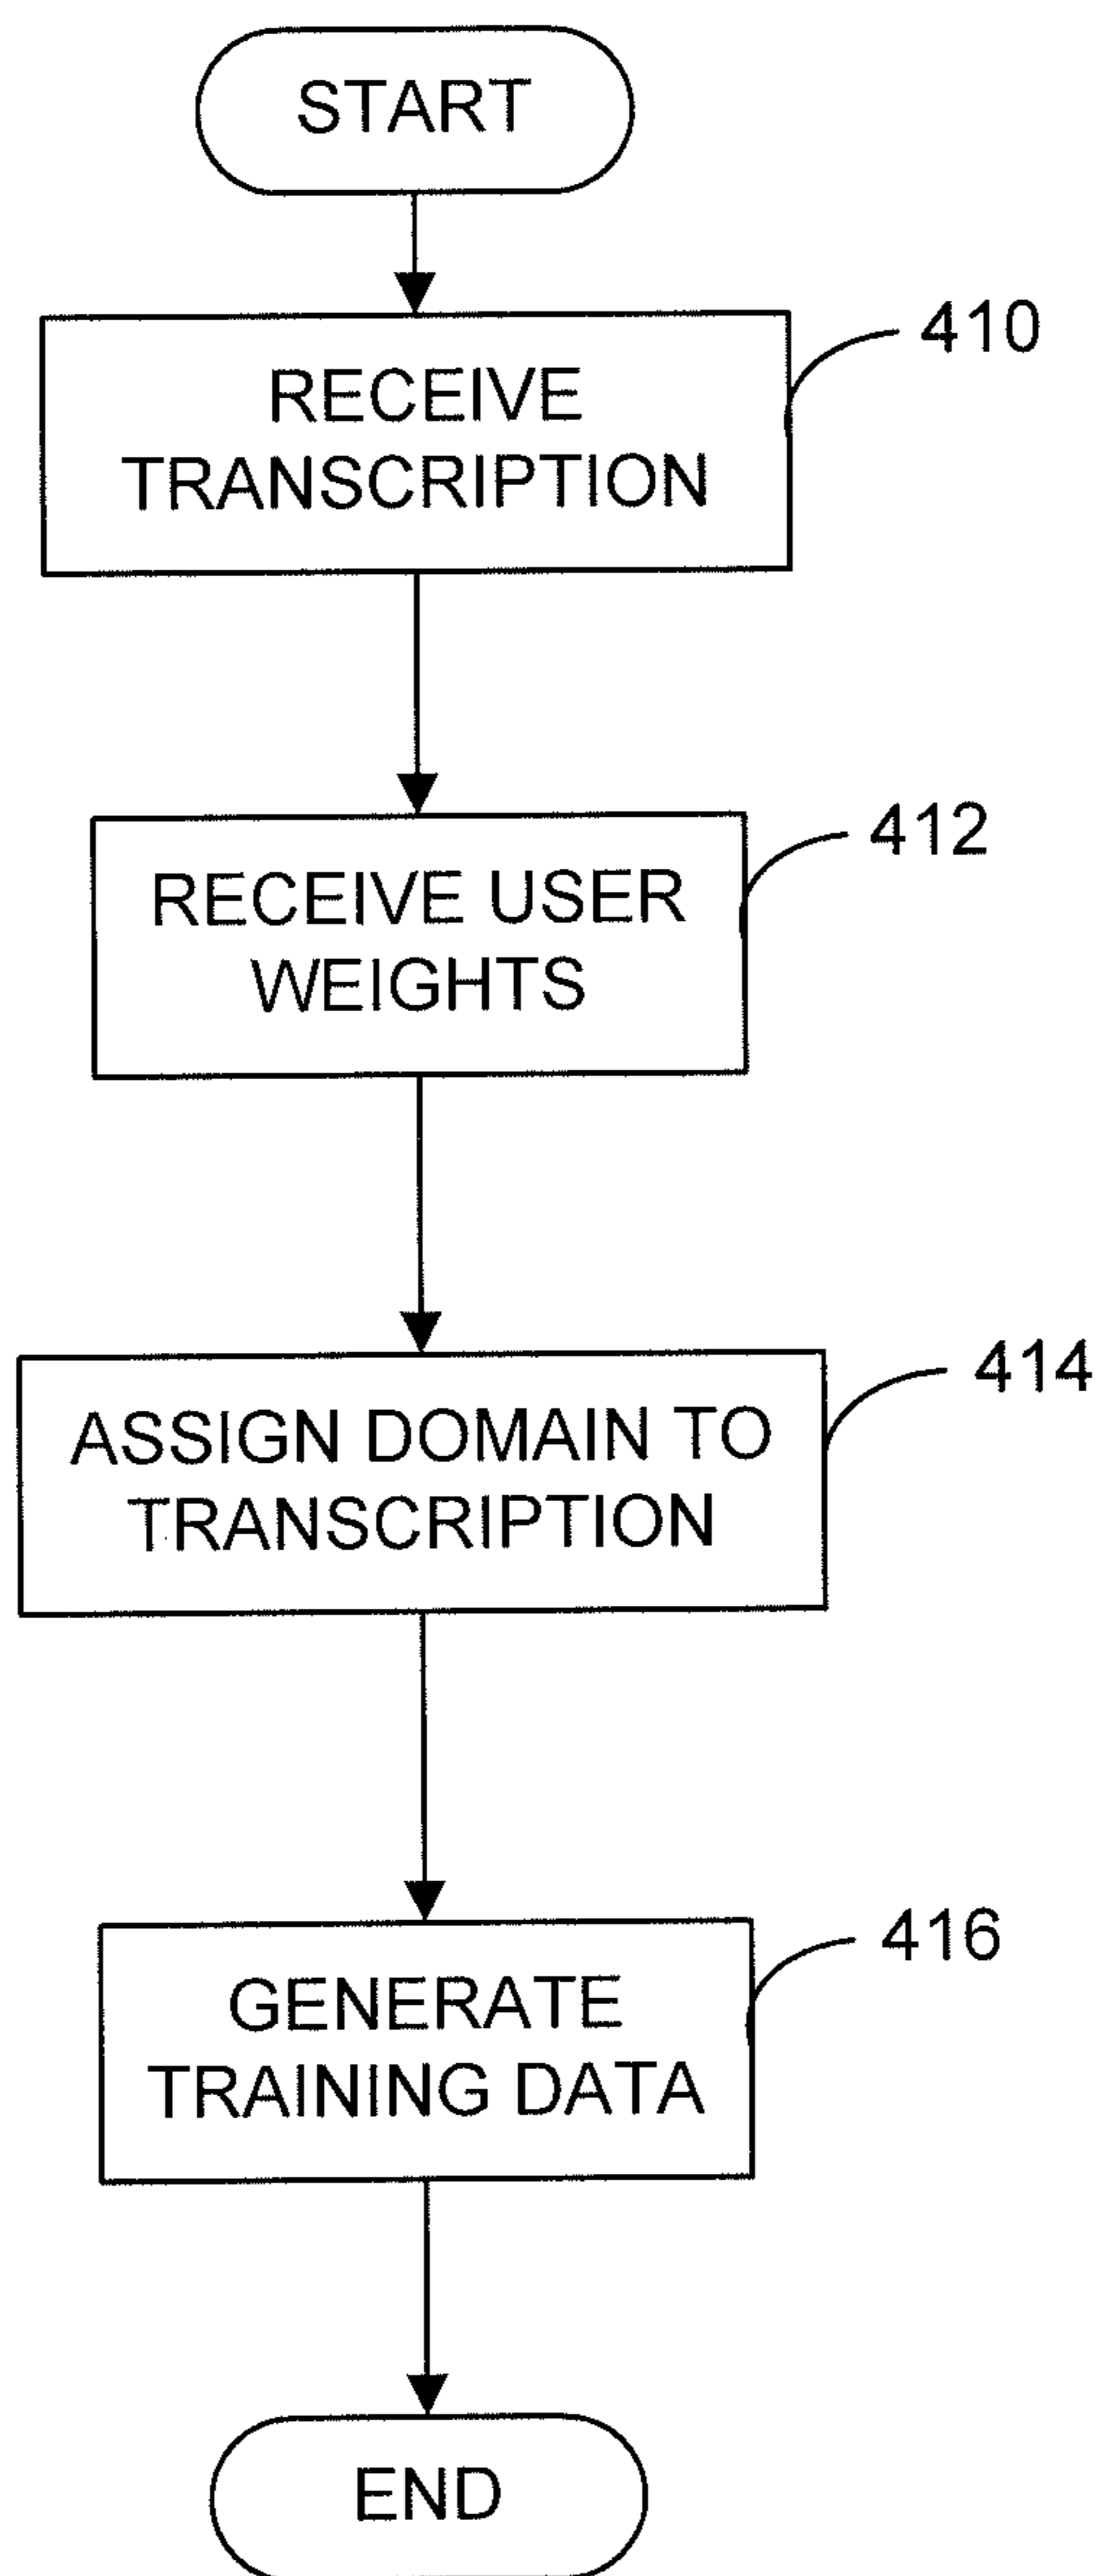 START
RECEIVE
TRANSCRIPTION
410
RECEIVE USER
WEIGHTS
412
ASSIGN DOMAIN TO
TRANSCRIPTION
414
GENERATE
TRAINING DATA
416
END